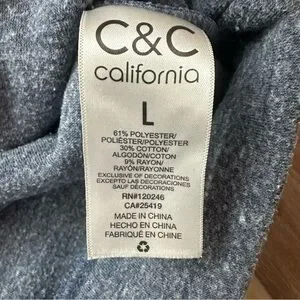 C&C
california
L
61% POLYESTER/
POLIÉSTER/POLYESTER
30% COTTON/
ALGODÓN/COTON
9% RAYON/
RAYÓN/RAYONNE
EXCLUSIVE OF DECORATIONS
EXCEPTO LAS DECORACIONES
SAUF DÉCORATIONS
RN#120246
CA#25419
MADE IN CHINA
HECHO EN CHINA
FABRIQUÉ EN CHINE